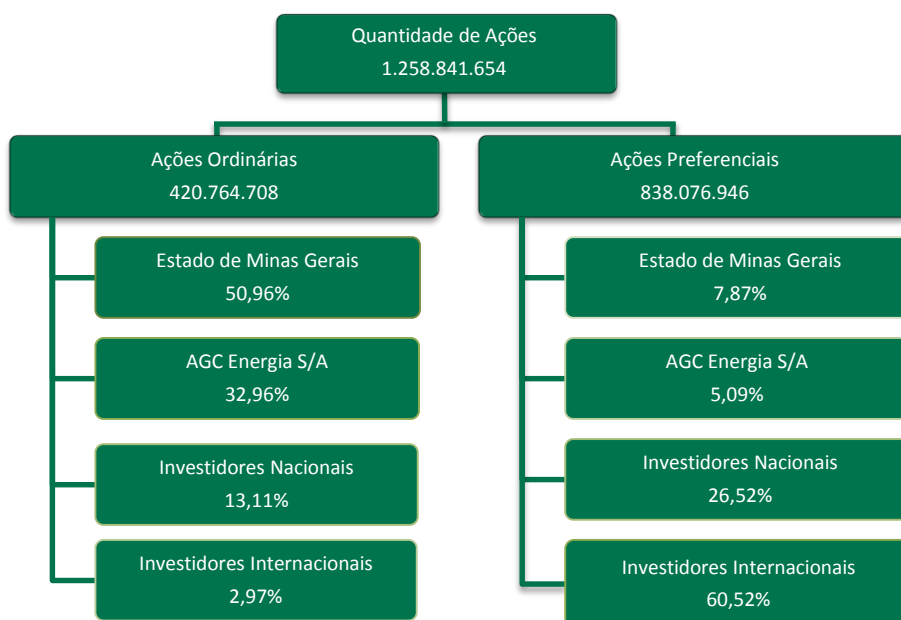 Quantidade de Ações
1.258.841.654
Ações Ordinárias
420.764.708
Estado de Minas Gerais
50,96%
AGC Energia S/A
32,96%
Investidores Nacionais
13,11%
Investidores Internacionais
2,97%
Ações Preferenciais
838.076.946
Estado de Minas Gerais
7,87%
AGC Energia S/A
5,09%
Investidores Nacionais
26,52%
Investidores Internacionais
60,52%